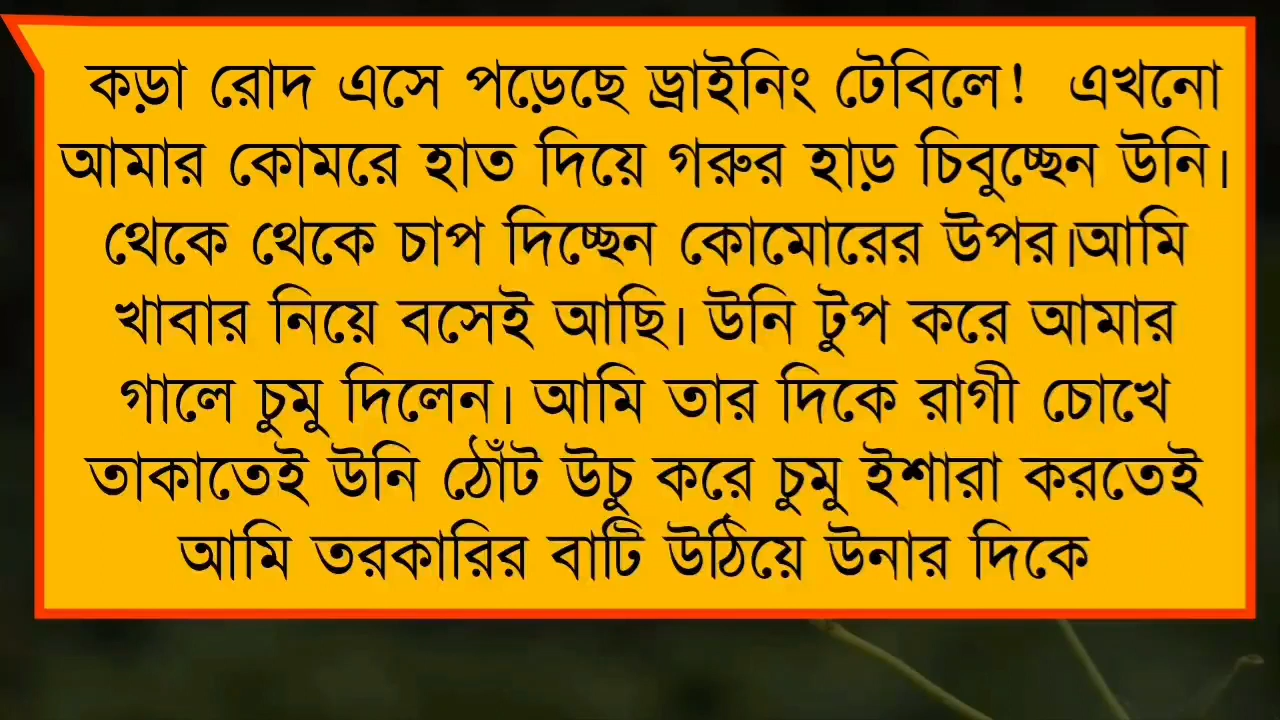 কড়া রোদ এসে পড়েছে ড্রাইনিং টেবিলে! এখনো
আমার কোমরে হাত দিয়ে গরুর হাড় চিবুচ্ছেন উনি।
থেকে থেকে চাপ দিচ্ছেন কোমোরের উপর।আমি
খাবার নিয়ে বসেই আছি। উনি টুপ করে আমার
গালে চুমু দিলেন। আমি তার দিকে রাগী চোখে
তাকাতেই উনি ঠোঁট উচু করে চুমু ইশারা করতেই
আমি তরকারির বাটি উঠিয়ে উনার দিকে